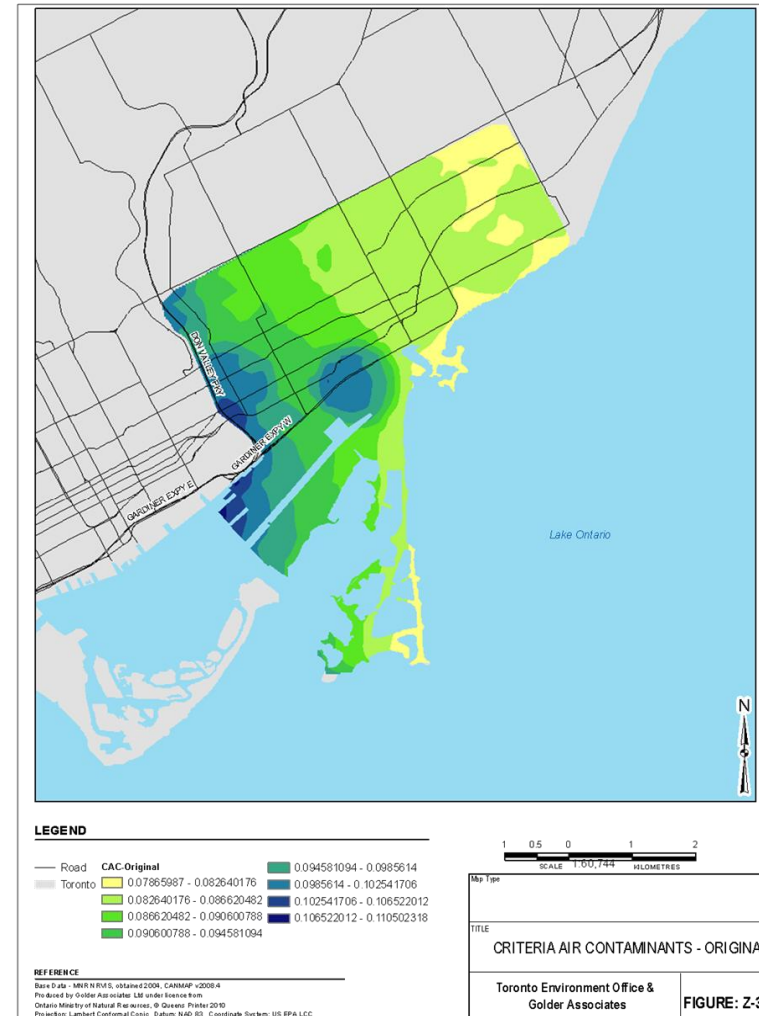 DON VALLEY PKY
GARDINER EXPY W
GARDINER EXPY E
Lake Ontario
N
LEGEND
Road
Toronto
CAC-Original
0.07865987 - 0.082640176
0.082640176 - 0.086620482
0.086620482 - 0.090600788
0.090600788 - 0.094581094
0.094581094 - 0.0985614
0.0985614 - 0.102541706
0.102541706 - 0.106522012
0.106522012 - 0.110502318
1 0.5 0 1 2
SCALE 1:60,744 KILOMETRES
Map Type
TITLE
CRITERIA AIR CONTAMINANTS - ORIGINA
Toronto Environment Office &
Golder Associates
FIGURE: Z-3
REFERENCE
Base Data - MNR NRVIS, obtained 2004, CANMAP v2008.4
Produced by Golder Associates Ltd under licence from
Ontario Ministry of Natural Resources, © Queens Printer 2010
Projection: Lambert Conformal Conic Datum: NAD 83 Coordinate System: US EPA LCC